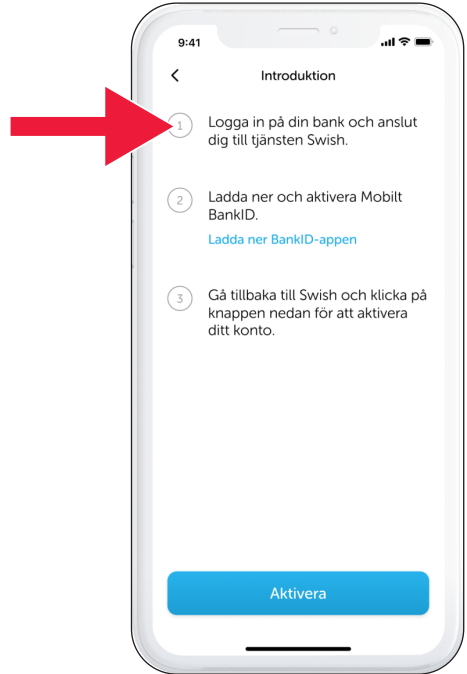 9:41
Introduktion
1
Logga in på din bank och anslut
dig till tjänsten Swish.
2
Ladda ner och aktivera Mobilt
BankID.
Ladda ner BankID-appen
3
Gå tillbaka till Swish och klicka på
knappen nedan för att aktivera
ditt konto.
Aktivera